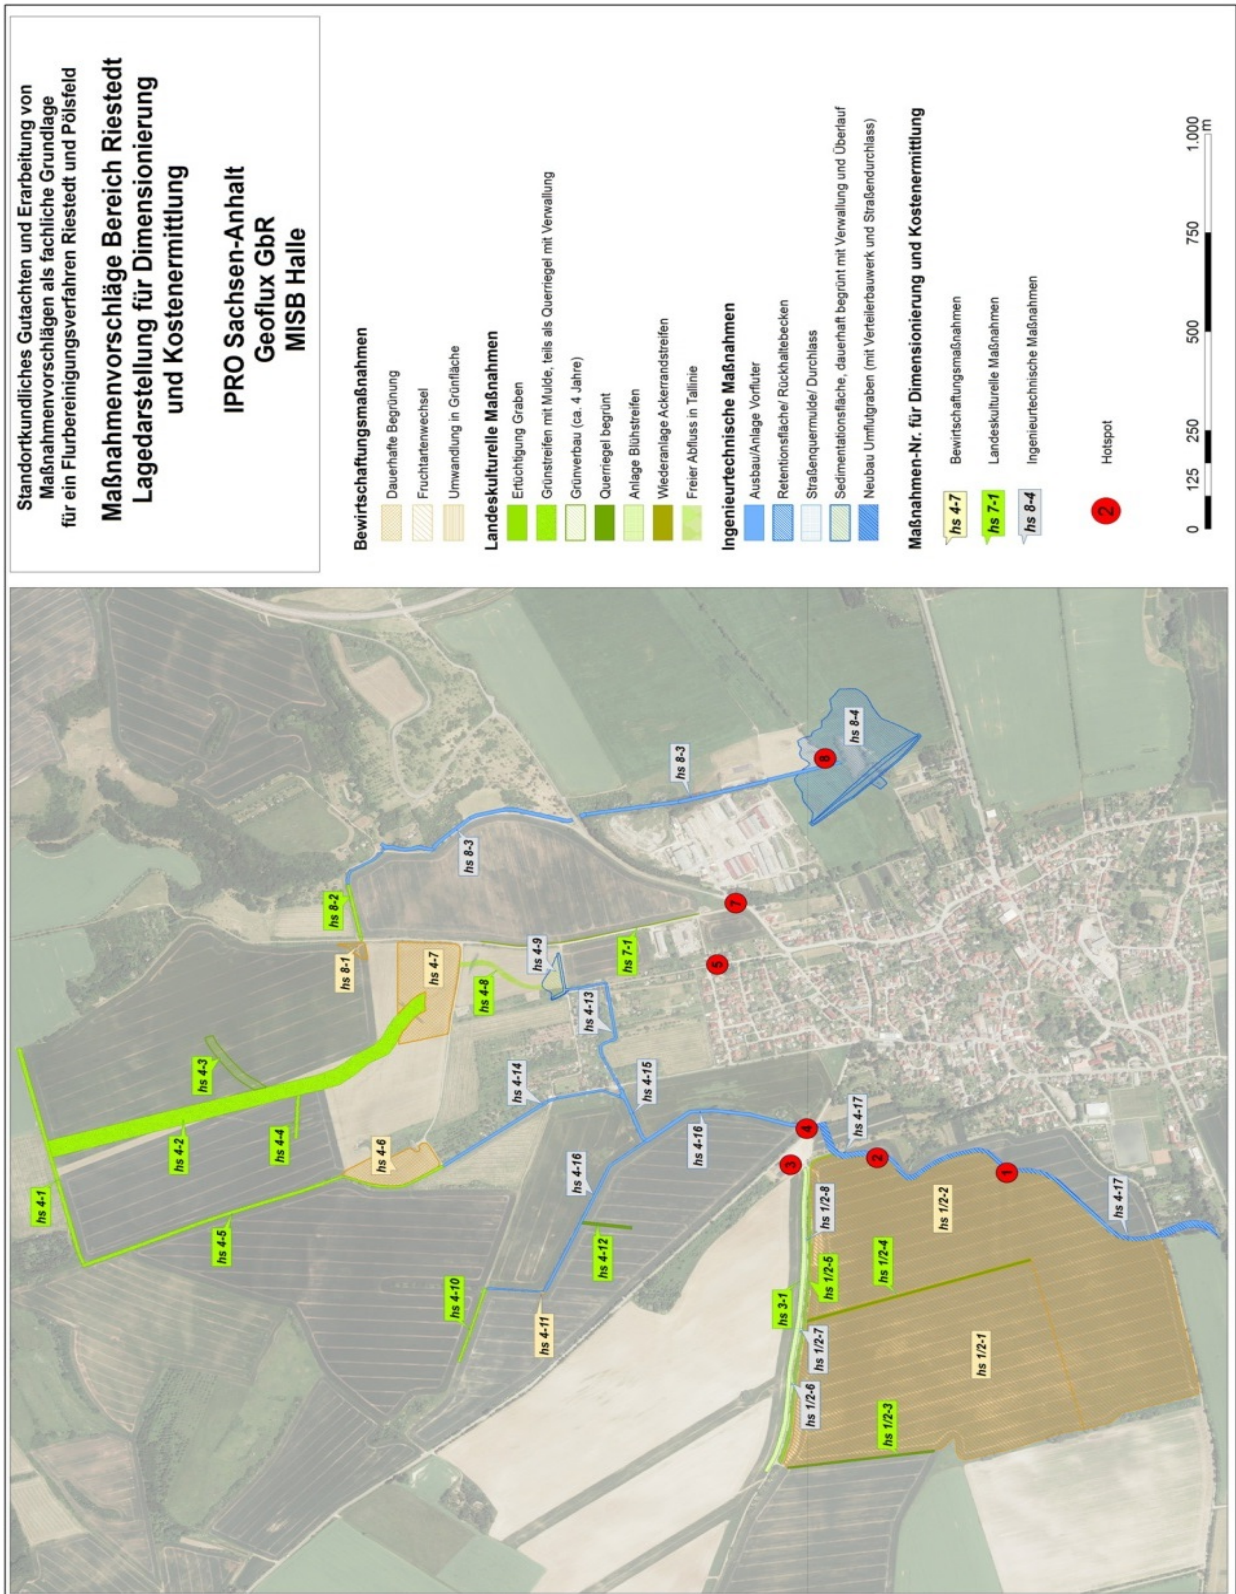 Standortkundliches Gutachten und Erarbeitung von
Maßnahmenvorschlägen als fachliche Grundlage
für ein Flurbereinigungsverfahren Riestedt und Pölsfeld
Maßnahmenvorschläge Bereich Riestedt
Lagedarstellung für Dimensionierung
und Kostenermittlung
IPRO Sachsen-Anhalt
Geoflux GbR
MISB Halle
Bewirtschaftungsmaßnahmen
Dauerhafte Begrünung
Fruchtartenwechsel
Umwandlung in Grünfläche
Landeskulturelle Maßnahmen
Ertüchtigung Graben
Grünstreifen mit Mulde, teils als Querriegel mit Verwallung
Grünverbau (ca. 4 Jahre)
Querriegel begrünt
Anlage Blühstreifen
Wiederanlage Ackerrandstreifen
Freier Abfluss in Tallinie
Ingenieurtechnische Maßnahmen
Ausbau/Anlage Vorfluter
Retentionsfläche/ Rückhaltebecken
Straßenquermulde/ Durchlass
Sedimentationsfläche, dauerhaft begrünt mit Verwallung und Überlauf
Neubau Umflutgraben (mit Verteilerbauwerk und Straßendurchlass)
Maßnahmen-Nr. für Dimensionierung und Kostenermittlung
hs 4-7 Bewirtschaftungsmaßnahmen
hs 7-1 Landeskulturelle Maßnahmen
hs 8-4 Ingenieurtechnische Maßnahmen
2 Hotspot
0 125 250 500 750 1.000
m
hs 4-1
hs 4-2
hs 4-3
hs 4-4
hs 4-5
hs 4-6
hs 4-7
hs 8-1
hs 8-2
hs 8-3
hs 4-8
hs 4-9
hs 7-1
hs 4-10
hs 4-11
hs 4-12
hs 4-13
hs 4-14
hs 4-15
hs 4-16
hs 4-16
hs 8-3
hs 8-4
8
7
5
4
3
2
1
hs 4-17
hs 4-17
hs 3-1
hs 1/2-5
hs 1/2-8
hs 1/2-7
hs 1/2-6
hs 1/2-2
hs 1/2-4
hs 1/2-1
hs 1/2-3